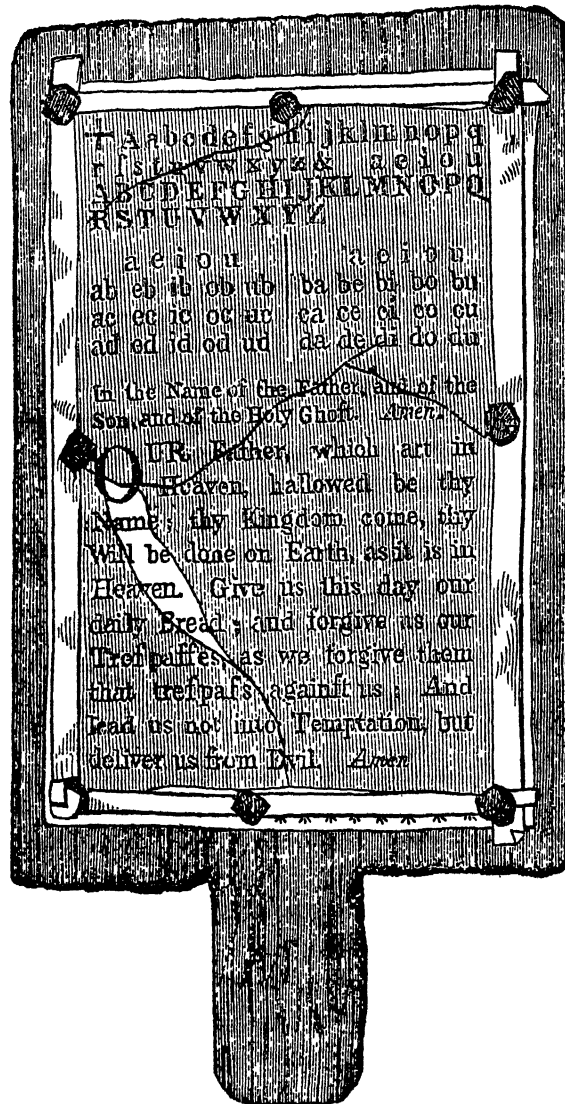 ✝ A a b c d e f g h i j k l m n o p q
r ſ s t u v w x y z & a e i o u
A B C D E F G H I J K L M N O P Q
R S T U V W X Y Z
a e i o u a e i o u
ab eb ib ob ub ba be bi bo bu
ac ec ic oc uc ca ce ci co cu
ad ed id od ud da de di do du
In the Name of the Father, and of the
Son, and of the Holy Ghoſt. Amen.
OUR Father, which art in
Heaven, hallowed be thy
Name; thy Kingdom come, thy
Will be done on Earth, as it is in
Heaven. Give us this day our
daily Bread; and forgive us our
Treſpaſſes, as we forgive them
that treſpaſs againſt us: And
lead us not into Temptation, but
deliver us from Evil. Amen